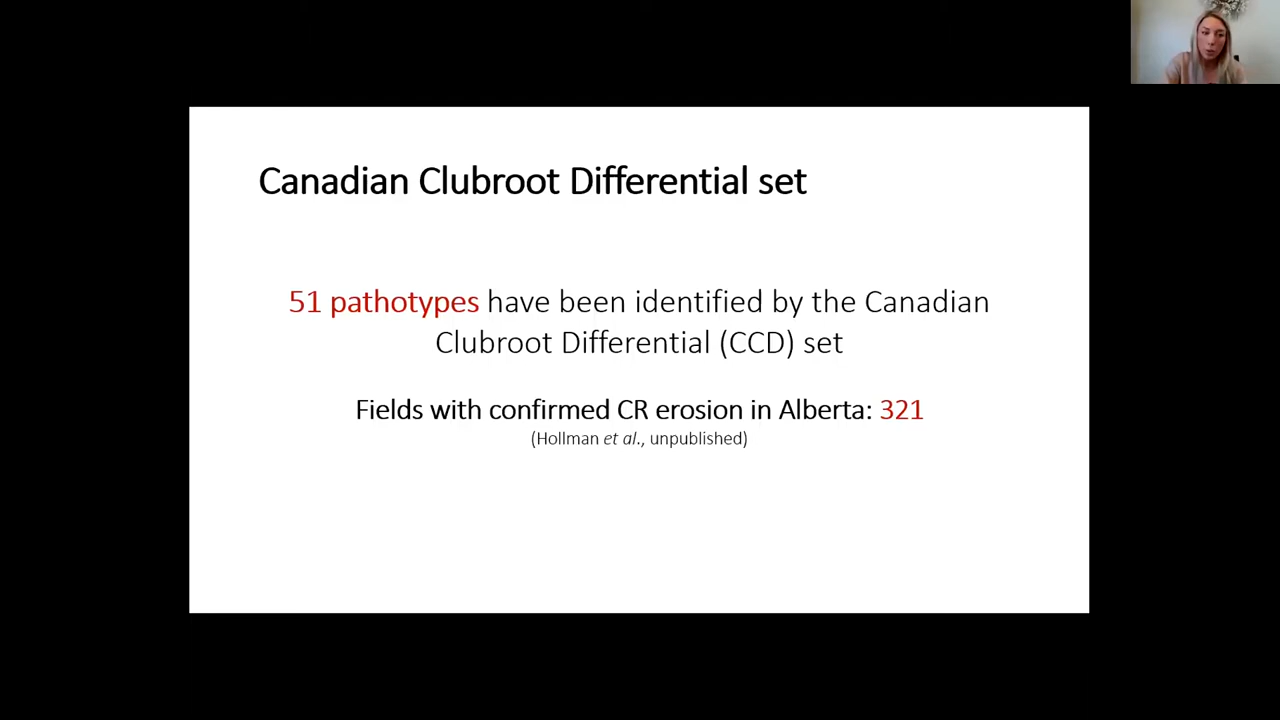 Canadian Clubroot Differential set
51 pathotypes have been identified by the Canadian
Clubroot Differential (CCD) set
Fields with confirmed CR erosion in Alberta: 321
(Hollman et al., unpublished)